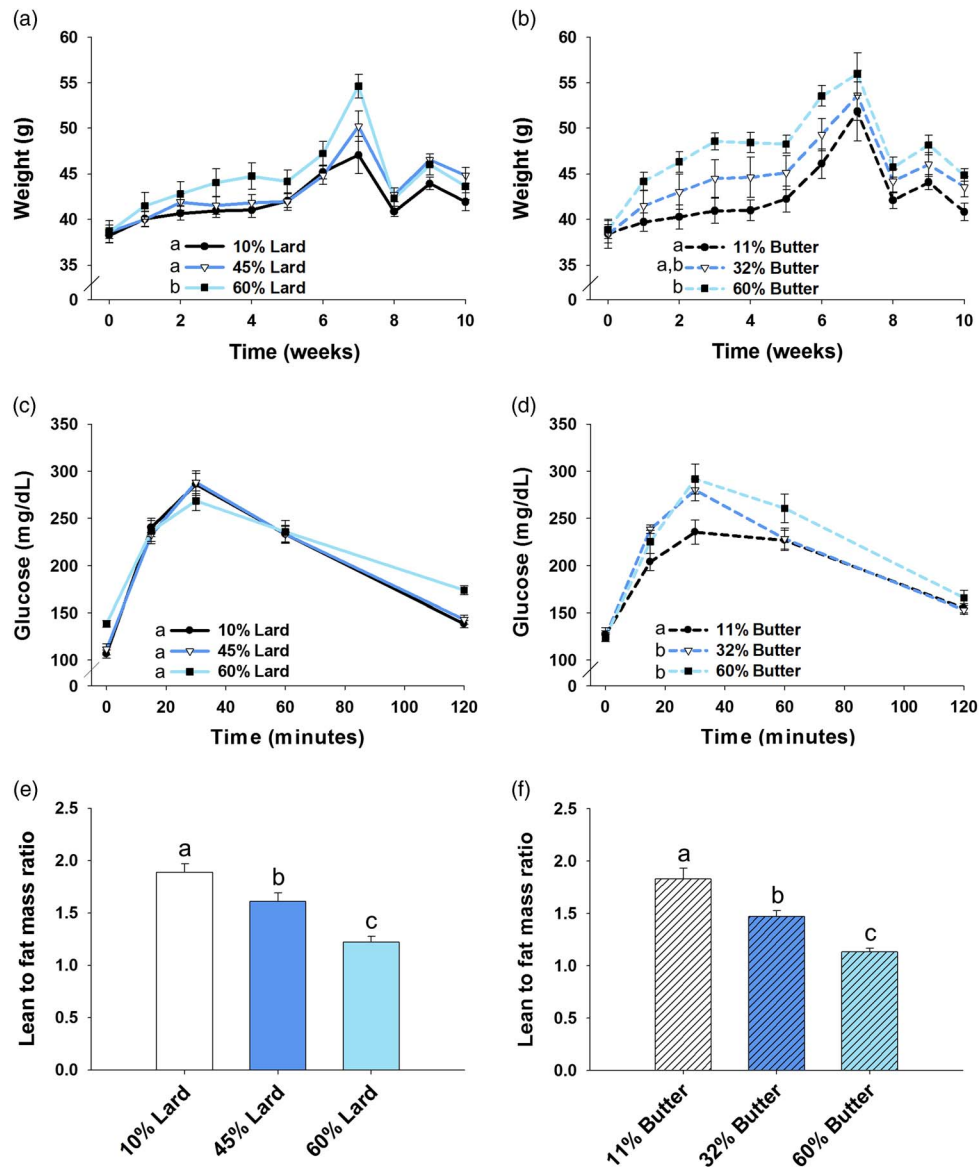 (a)
60
55
50
45
40
35
0
Weight (g)
a 10% Lard
a 45% Lard
b 60% Lard
0 2 4 6 8 10
Time (weeks)
(b)
60
55
50
45
40
35
0
Weight (g)
a 11% Butter
a,b 32% Butter
b 60% Butter
0 2 4 6 8 10
Time (weeks)
(c)
350
300
250
200
150
100
0
Glucose (mg/dL)
a 10% Lard
a 45% Lard
a 60% Lard
0 20 40 60 80 100 120
Time (minutes)
(d)
350
300
250
200
150
100
0
Glucose (mg/dL)
a 11% Butter
b 32% Butter
b 60% Butter
0 20 40 60 80 100 120
Time (minutes)
(e)
2.5
2.0
1.5
1.0
0.5
0.0
Lean to fat mass ratio
a
b
c
10% Lard
45% Lard
60% Lard
(f)
2.5
2.0
1.5
1.0
0.5
0.0
Lean to fat mass ratio
a
b
c
11% Butter
32% Butter
60% Butter